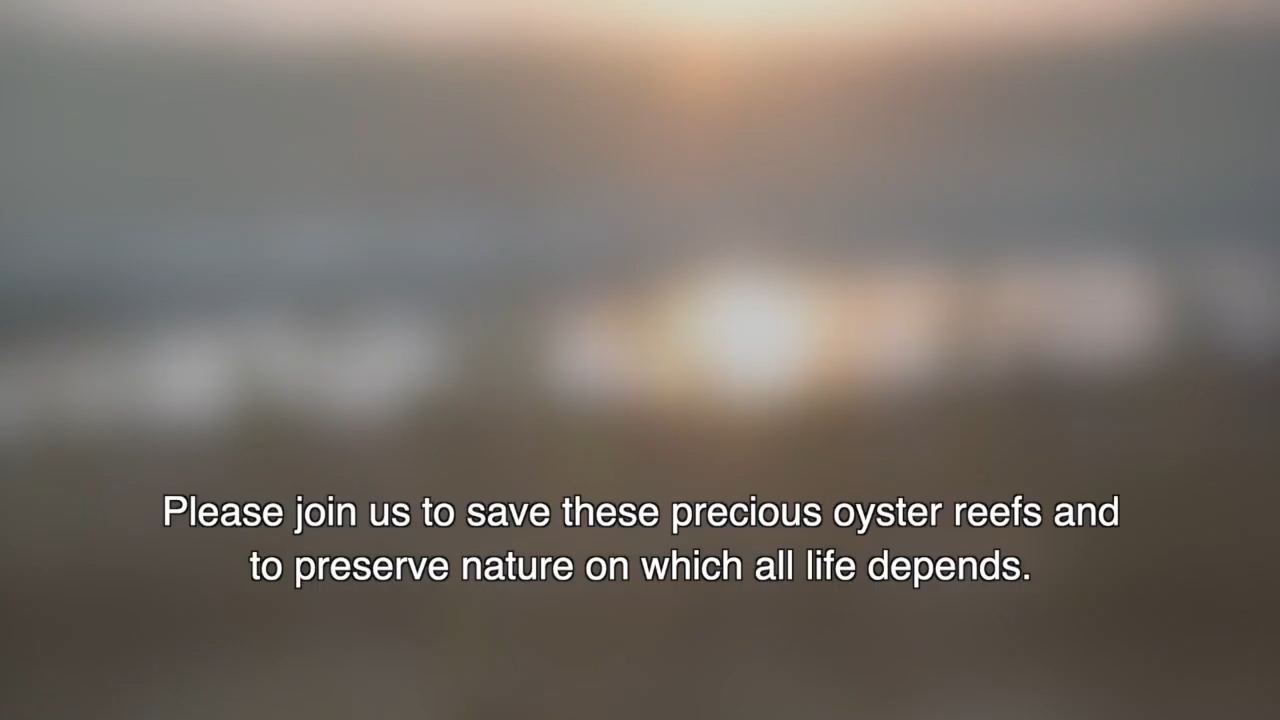 Please join us to save these precious oyster reefs and
to preserve nature on which all life depends.